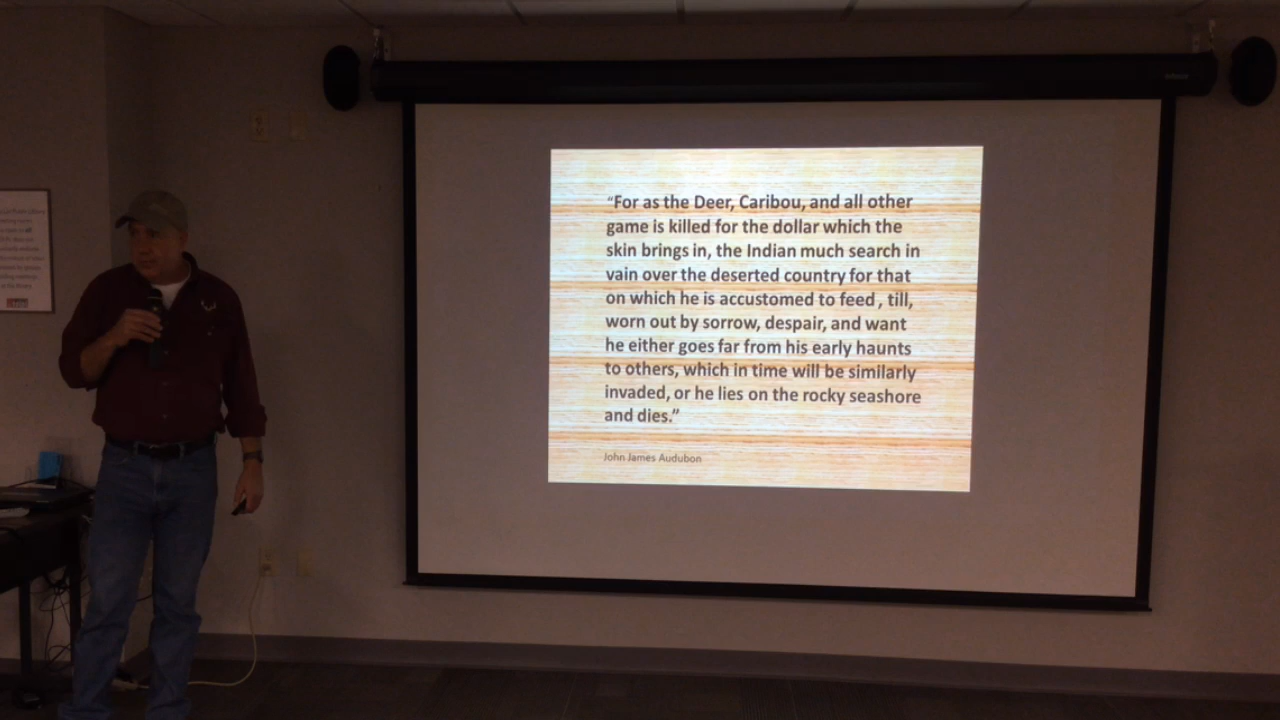 "For as the Deer, Caribou, and all other
game is killed for the dollar which the
skin brings in, the Indian much search in
vain over the deserted country for that
on which he is accustomed to feed , till,
worn out by sorrow, despair, and want
he either goes far from his early haunts
to others, which in time will be similarly
invaded, or he lies on the rocky seashore
and dies."
John James Audubon